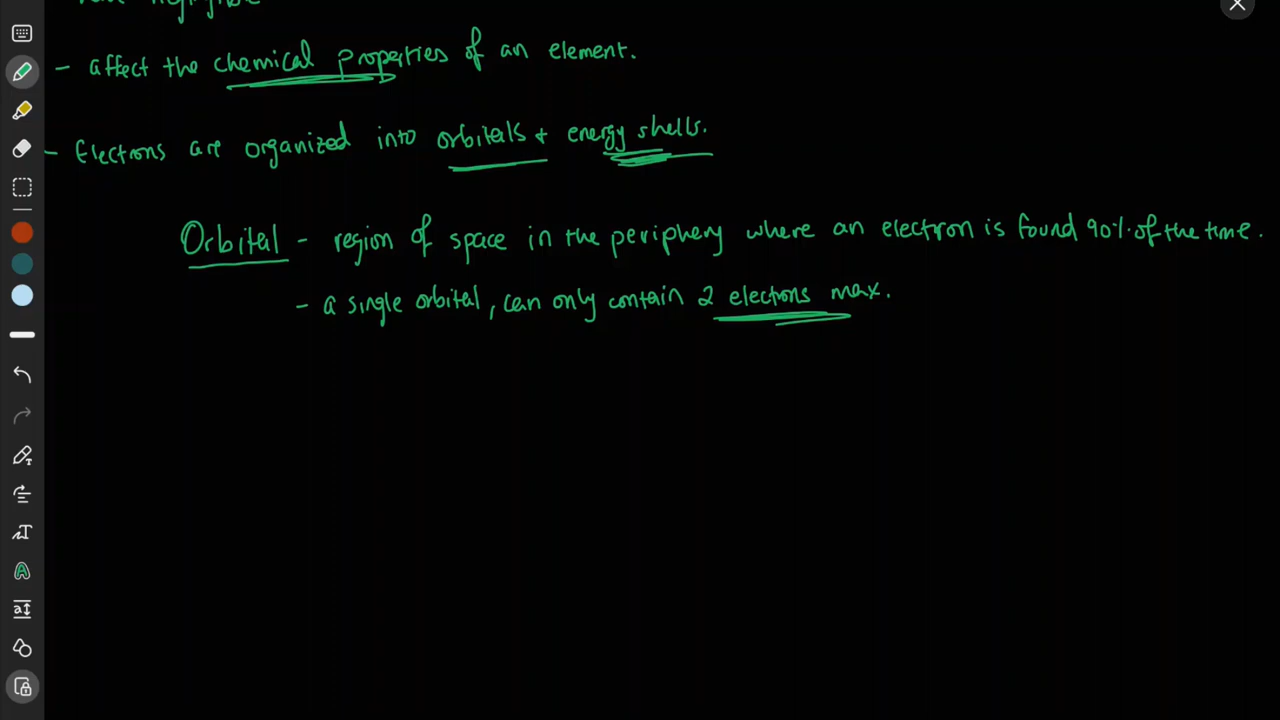 - affect the chemical properties of an element.
- Electrons are organized into orbitals + energy shells.
Orbital - region of space in the periphery where an electron is found 90% of the time.
- a single orbital, can only contain 2 electrons max.